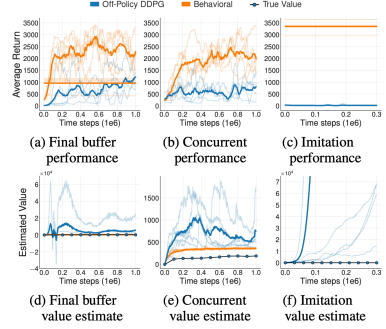 Off-Policy DDPG Behavioral True Value
Average Return
3500
3000
2500
2000
1500
1000
500
0
0.0 0.2 0.4 0.6 0.8 1.0
Time steps (1e6)
3500
3000
2500
2000
1500
1000
500
0
0.0 0.2 0.4 0.6 0.8 1.0
Time steps (1e6)
3500
3000
2500
2000
1500
1000
500
0
0.0 0.1 0.2 0.3
Time steps (1e6)
(a) Final buffer
performance
(b) Concurrent
performance
(c) Imitation
performance
Estimated Value
×10⁴
6
4
2
0
−2
−4
0.0 0.2 0.4 0.6 0.8 1.0
Time steps (1e6)
1500
1000
500
0
0.0 0.2 0.4 0.6 0.8 1.0
Time steps (1e6)
×10⁴
7
6
5
4
3
2
1
0
0.0 0.1 0.2 0.3
Time steps (1e6)
(d) Final buffer
value estimate
(e) Concurrent
value estimate
(f) Imitation
value estimate